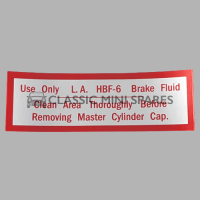 Use Only L.A. HBF-6 Brake Fluid
CLASSIC MINI SPARES
Clean Area Thoroughly Before
Removing Master Cylinder Cap.